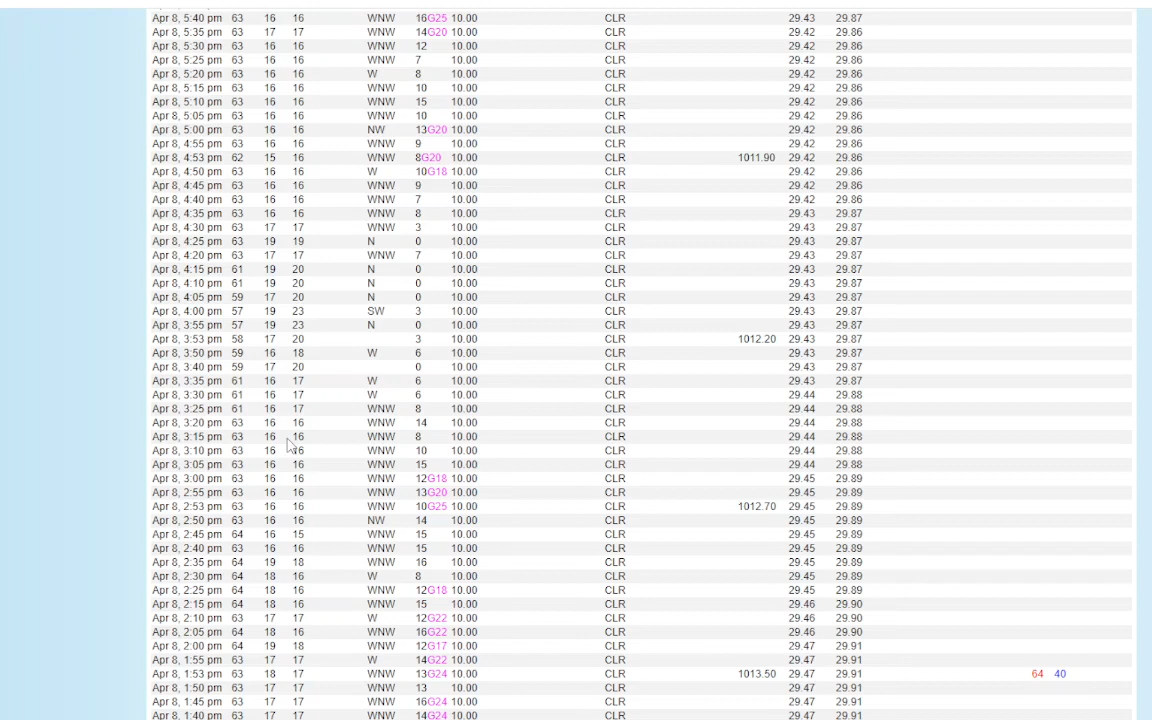 Apr 8, 5:40 pm 63 16 16 WNW 16G25 10.00 CLR 29.43 29.87
Apr 8, 5:35 pm 63 17 17 WNW 14G20 10.00 CLR 29.42 29.86
Apr 8, 5:30 pm 63 16 16 WNW 12 10.00 CLR 29.42 29.86
Apr 8, 5:25 pm 63 16 16 WNW 7 10.00 CLR 29.42 29.86
Apr 8, 5:20 pm 63 16 16 W 8 10.00 CLR 29.42 29.86
Apr 8, 5:15 pm 63 16 16 WNW 10 10.00 CLR 29.42 29.86
Apr 8, 5:10 pm 63 16 16 WNW 15 10.00 CLR 29.42 29.86
Apr 8, 5:05 pm 63 16 16 WNW 10 10.00 CLR 29.42 29.86
Apr 8, 5:00 pm 63 16 16 NW 13G20 10.00 CLR 29.42 29.86
Apr 8, 4:55 pm 63 16 16 WNW 9 10.00 CLR 29.42 29.86
Apr 8, 4:53 pm 62 15 16 WNW 8G20 10.00 CLR 1011.90 29.42 29.86
Apr 8, 4:50 pm 63 16 16 W 10G18 10.00 CLR 29.42 29.86
Apr 8, 4:45 pm 63 16 16 WNW 9 10.00 CLR 29.42 29.86
Apr 8, 4:40 pm 63 16 16 WNW 7 10.00 CLR 29.42 29.86
Apr 8, 4:35 pm 63 16 16 WNW 8 10.00 CLR 29.43 29.87
Apr 8, 4:30 pm 63 17 17 WNW 3 10.00 CLR 29.43 29.87
Apr 8, 4:25 pm 63 19 19 N 0 10.00 CLR 29.43 29.87
Apr 8, 4:20 pm 63 17 17 WNW 7 10.00 CLR 29.43 29.87
Apr 8, 4:15 pm 61 19 20 N 0 10.00 CLR 29.43 29.87
Apr 8, 4:10 pm 61 19 20 N 0 10.00 CLR 29.43 29.87
Apr 8, 4:05 pm 59 17 20 N 0 10.00 CLR 29.43 29.87
Apr 8, 4:00 pm 57 19 23 SW 3 10.00 CLR 29.43 29.87
Apr 8, 3:55 pm 57 19 23 N 0 10.00 CLR 29.43 29.87
Apr 8, 3:53 pm 58 17 20 3 10.00 CLR 1012.20 29.43 29.87
Apr 8, 3:50 pm 59 16 18 W 6 10.00 CLR 29.43 29.87
Apr 8, 3:40 pm 59 17 20 0 10.00 CLR 29.43 29.87
Apr 8, 3:35 pm 61 16 17 W 6 10.00 CLR 29.43 29.87
Apr 8, 3:30 pm 61 16 17 W 6 10.00 CLR 29.44 29.88
Apr 8, 3:25 pm 61 16 17 WNW 8 10.00 CLR 29.44 29.88
Apr 8, 3:20 pm 63 16 16 WNW 14 10.00 CLR 29.44 29.88
Apr 8, 3:15 pm 63 16 16 WNW 8 10.00 CLR 29.44 29.88
Apr 8, 3:10 pm 63 16 16 WNW 10 10.00 CLR 29.44 29.88
Apr 8, 3:05 pm 63 16 16 WNW 15 10.00 CLR 29.44 29.88
Apr 8, 3:00 pm 63 16 16 WNW 12G18 10.00 CLR 29.45 29.89
Apr 8, 2:55 pm 63 16 16 WNW 13G20 10.00 CLR 29.45 29.89
Apr 8, 2:53 pm 63 16 16 WNW 10G25 10.00 CLR 1012.70 29.45 29.89
Apr 8, 2:50 pm 63 16 16 NW 14 10.00 CLR 29.45 29.89
Apr 8, 2:45 pm 64 16 15 WNW 15 10.00 CLR 29.45 29.89
Apr 8, 2:40 pm 63 16 16 WNW 15 10.00 CLR 29.45 29.89
Apr 8, 2:35 pm 64 19 18 WNW 16 10.00 CLR 29.45 29.89
Apr 8, 2:30 pm 64 18 16 W 8 10.00 CLR 29.45 29.89
Apr 8, 2:25 pm 64 18 16 WNW 12G18 10.00 CLR 29.45 29.89
Apr 8, 2:15 pm 64 18 16 WNW 15 10.00 CLR 29.46 29.90
Apr 8, 2:10 pm 63 17 17 W 12G22 10.00 CLR 29.46 29.90
Apr 8, 2:05 pm 64 18 16 WNW 16G22 10.00 CLR 29.46 29.90
Apr 8, 2:00 pm 64 19 18 WNW 12G17 10.00 CLR 29.47 29.91
Apr 8, 1:55 pm 63 17 17 W 14G22 10.00 CLR 29.47 29.91
Apr 8, 1:53 pm 63 18 17 WNW 13G24 10.00 CLR 1013.50 29.47 29.91 64 40
Apr 8, 1:50 pm 63 17 17 WNW 13 10.00 CLR 29.47 29.91
Apr 8, 1:45 pm 63 17 17 WNW 16G24 10.00 CLR 29.47 29.91
Apr 8, 1:40 pm 63 17 17 WNW 14G24 10.00 CLR 29.47 29.91